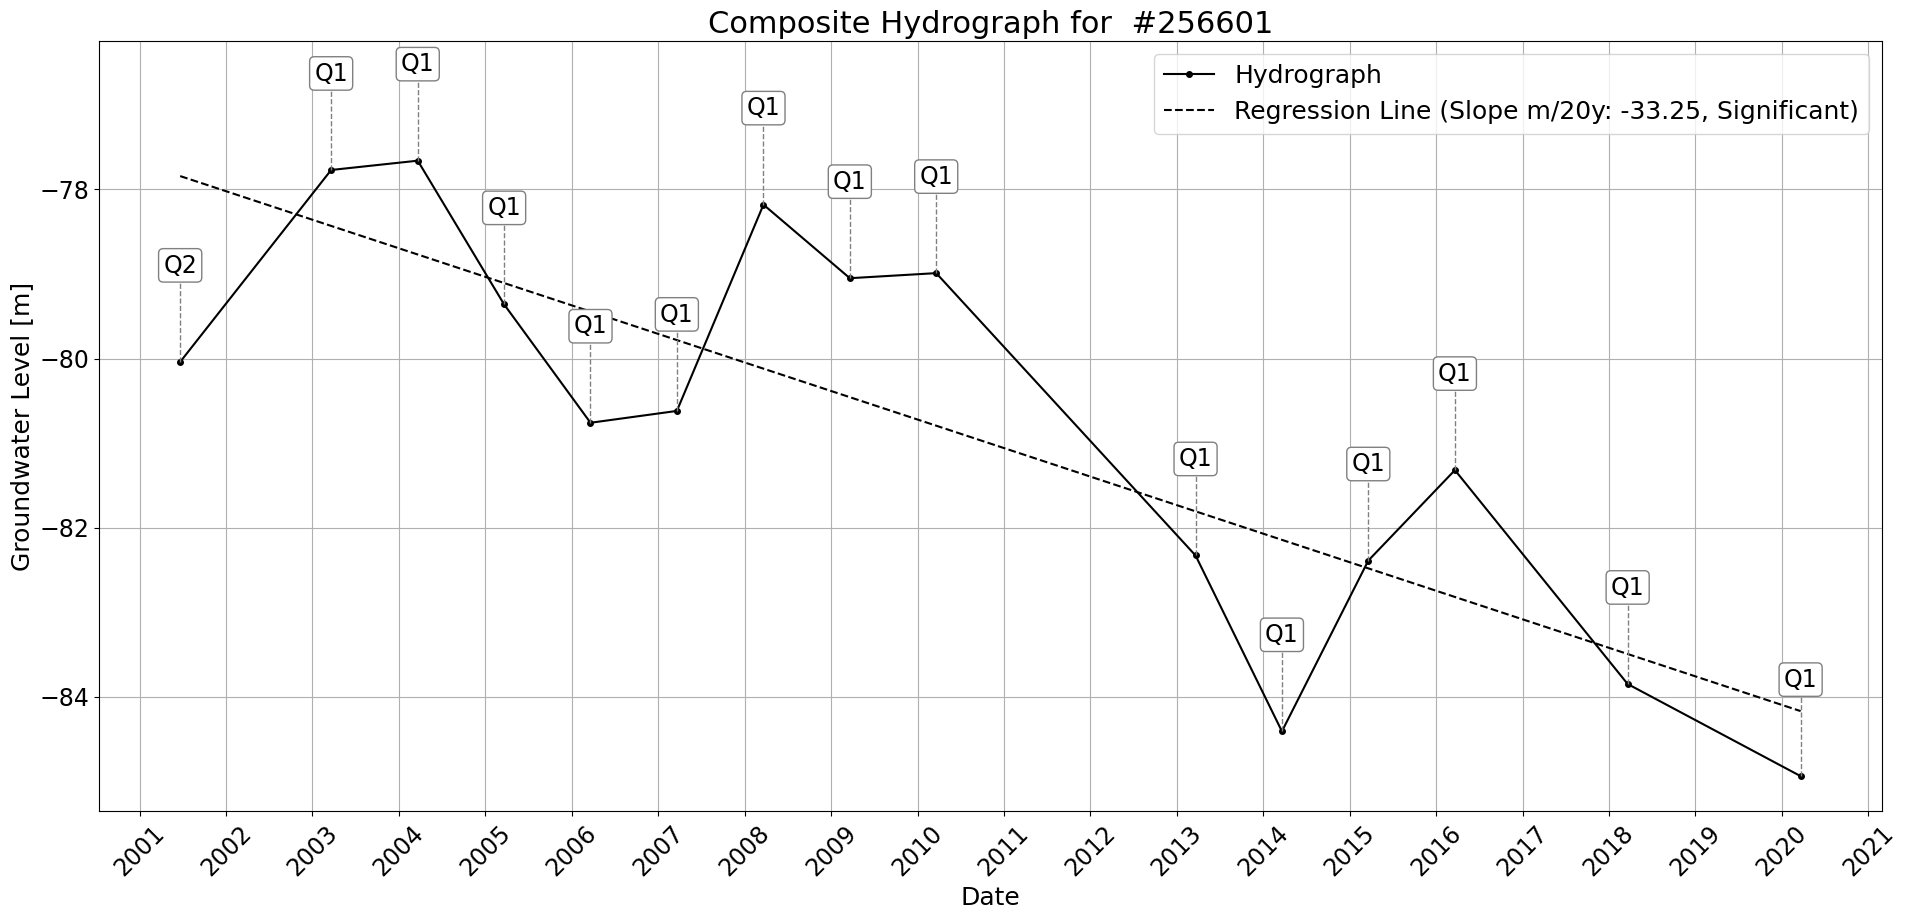 Composite Hydrograph for  #256601
Hydrograph
Regression Line (Slope m/20y: -33.25, Significant)
Q1
Q1
Q1
Q1
Q1
Q1
Q1
Q2
Q1
Q1
Q1
Q1
Q1
Q1
Q1
Q1
Groundwater Level [m]
−78
−80
−82
−84
2001
2002
2003
2004
2005
2006
2007
2008
2009
2010
2011
2012
2013
2014
2015
2016
2017
2018
2019
2020
2021
Date